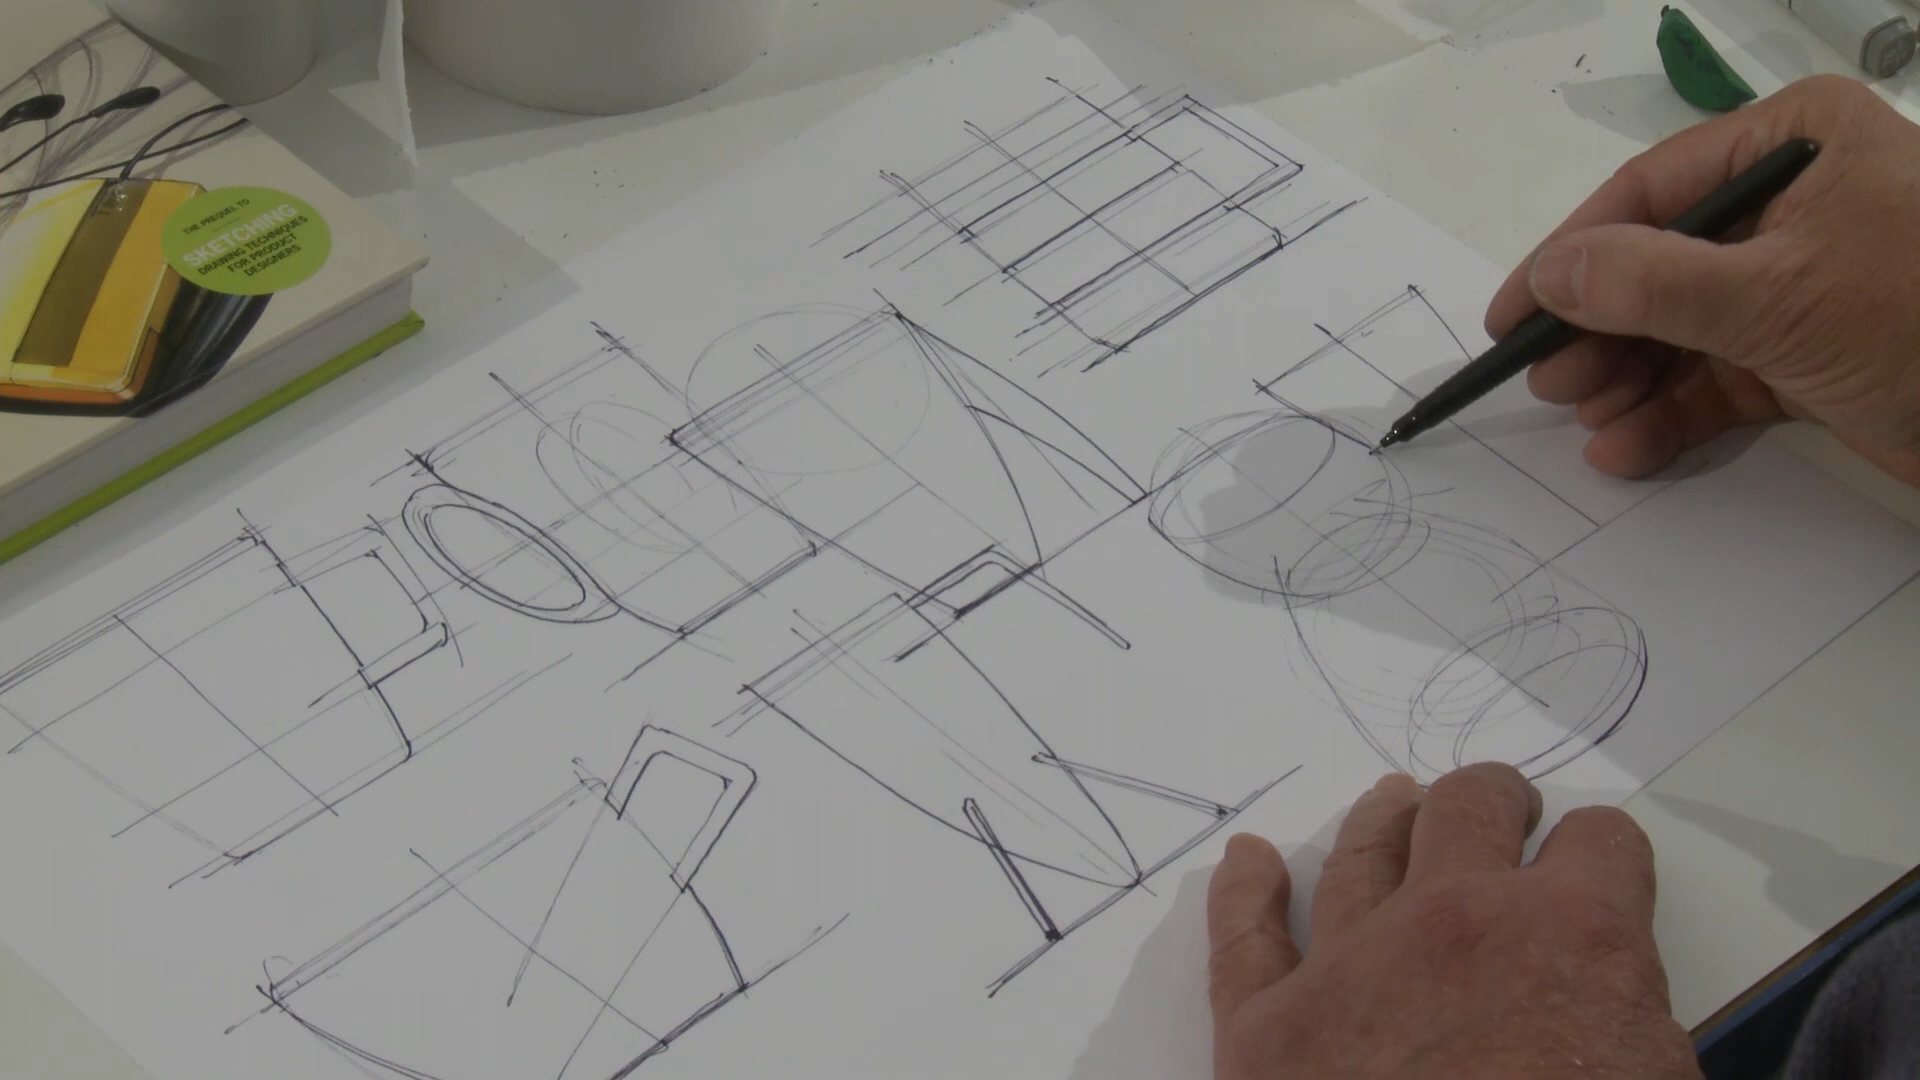 THE PREQUEL TO
SKETCHING
DRAWING TECHNIQUES
FOR PRODUCT
DESIGNERS